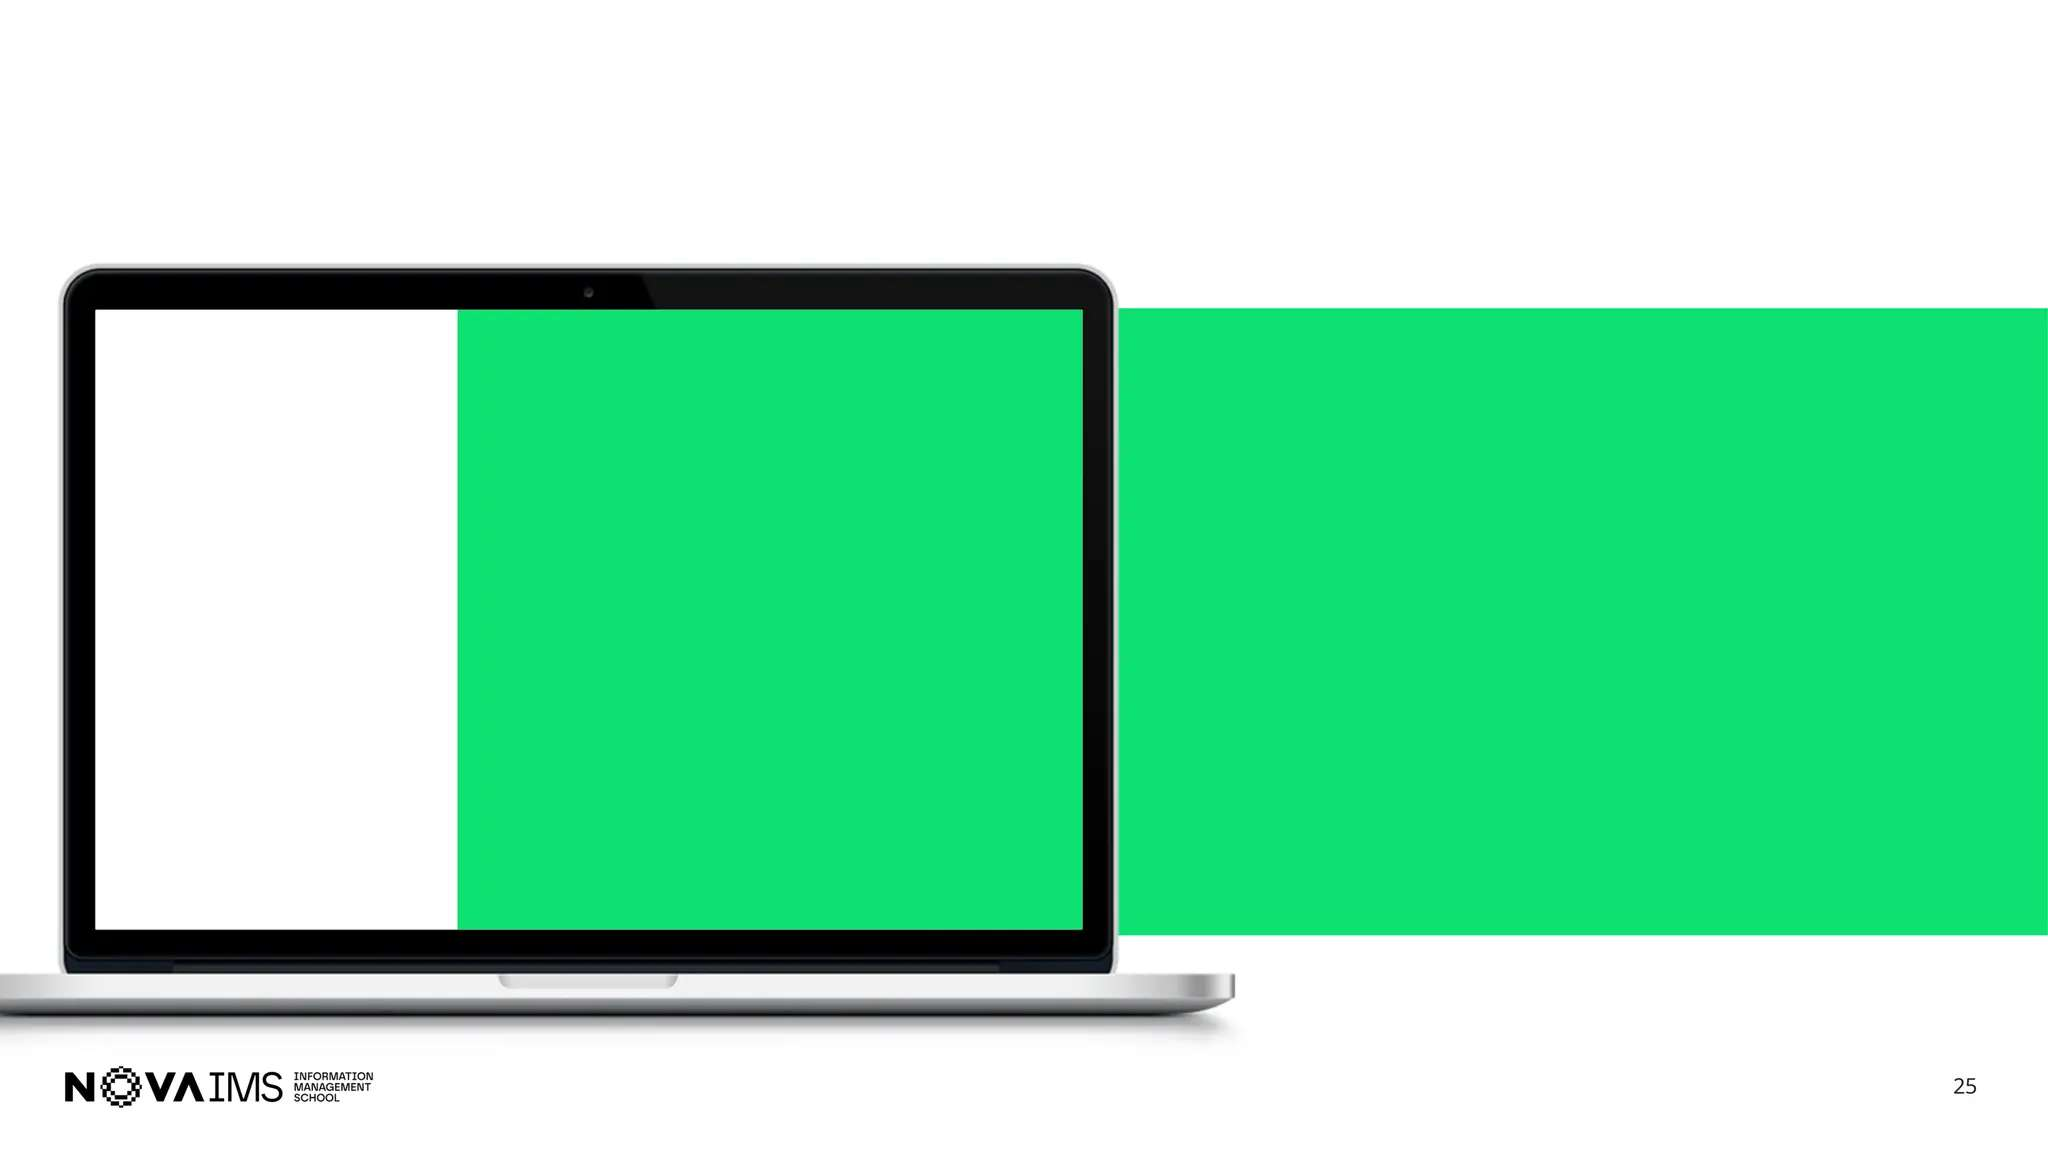 NOVA IMS
INFORMATION
MANAGEMENT
SCHOOL
25